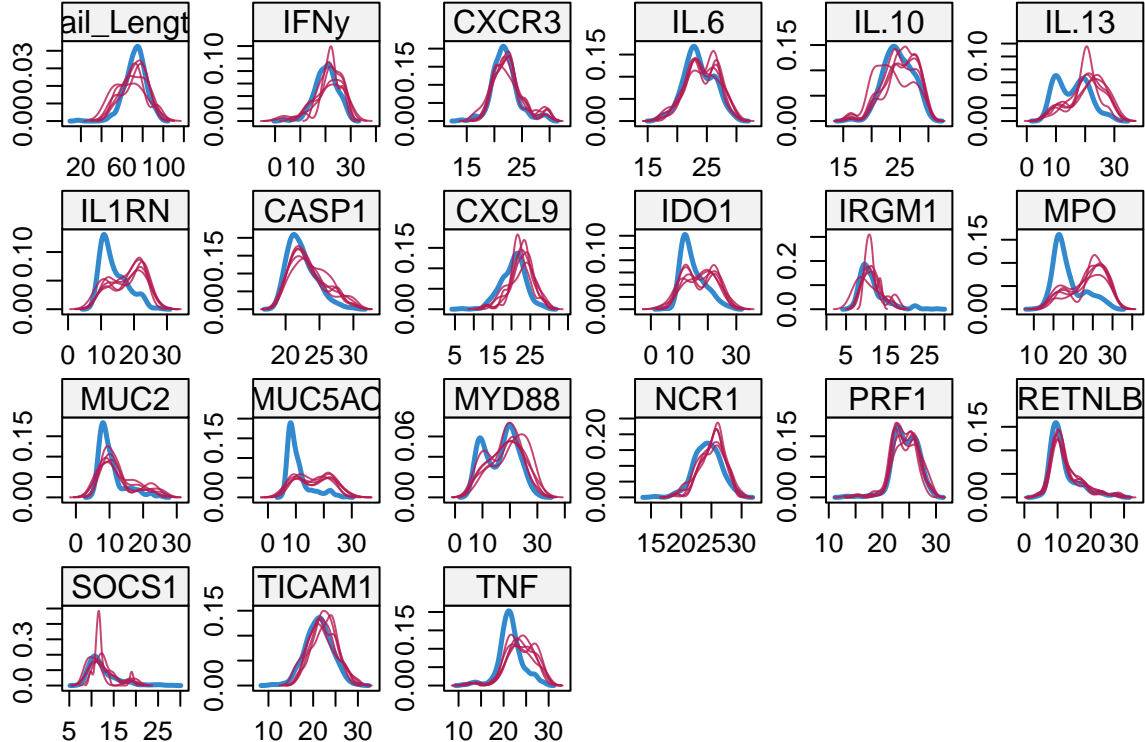 ail_Lengt IFNy CXCR3 IL.6 IL.10 IL.13
0.00 0.03 0.00 0.10 0.00 0.15 0.00 0.15 0.00 0.15 0.00 0.10
20 60 100 0 10 30 15 25 15 25 15 25 0 10 30
IL1RN CASP1 CXCL9 IDO1 IRGM1 MPO
0.00 0.10 0.00 0.15 0.00 0.15 0.00 0.10 0.0 0.2 0.00 0.15
0 10 20 30 20 25 30 5 15 25 0 10 30 5 15 25 10 20 30
MUC2 MUC5AC MYD88 NCR1 PRF1 RETNLB
0.00 0.15 0.00 0.15 0.00 0.06 0.00 0.20 0.00 0.15 0.00 0.15
0 10 20 30 0 10 30 0 10 30 15 20 25 30 10 20 30 0 10 20 30
SOCS1 TICAM1 TNF
0.0 0.3 0.00 0.15 0.00 0.15
5 15 25 10 20 30 10 20 30